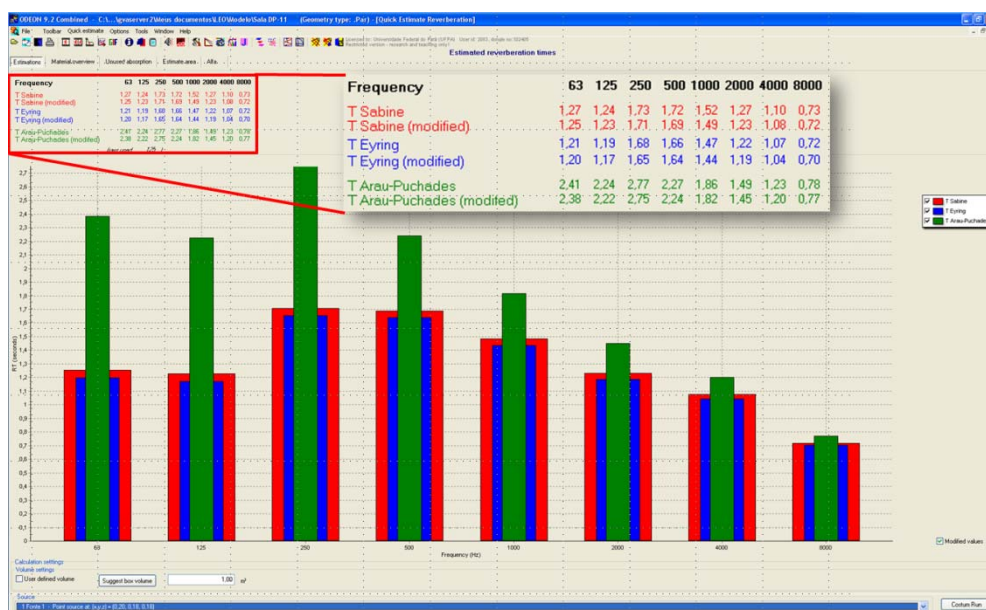 ODEON 9.2 Combined - C:\...\gvaserver2\Meus documentos\LEO\Modelo\Sala DP-11 (Geometry type: .Par) - [Quick Estimate Reverberation]
File Toolbar Quick estimate Options Tools Window Help
Estimated reverberation times
Estimations Material overview Unused absorption Estimate area Alfa
Frequency 63 125 250 500 1000 2000 4000 8000
T Sabine 1,27 1,24 1,73 1,72 1,52 1,27 1,10 0,73
T Sabine (modified) 1,25 1,23 1,71 1,69 1,49 1,23 1,08 0,72
T Eyring 1,21 1,19 1,68 1,66 1,47 1,22 1,07 0,72
T Eyring (modified) 1,20 1,17 1,65 1,64 1,44 1,19 1,04 0,70
T Arau-Puchades 2,41 2,24 2,77 2,27 1,86 1,49 1,23 0,78
T Arau-Puchades (modified) 2,38 2,22 2,75 2,24 1,82 1,45 1,20 0,77
Frequency 63 125 250 500 1000 2000 4000 8000
T Sabine 1,27 1,24 1,73 1,72 1,52 1,27 1,10 0,73
T Sabine (modified) 1,25 1,23 1,71 1,69 1,49 1,23 1,08 0,72
T Eyring 1,21 1,19 1,68 1,66 1,47 1,22 1,07 0,72
T Eyring (modified) 1,20 1,17 1,65 1,64 1,44 1,19 1,04 0,70
T Arau-Puchades 2,41 2,24 2,77 2,27 1,86 1,49 1,23 0,78
T Arau-Puchades (modified) 2,38 2,22 2,75 2,24 1,82 1,45 1,20 0,77
T Sabine
T Eyring
T Arau-Puchades
2,7
2,6
2,5
2,4
2,3
2,2
2,1
2
1,9
1,8
1,7
1,6
1,5
1,4
1,3
1,2
1,1
1
0,9
0,8
0,7
0,6
0,5
0,4
0,3
0,2
0,1
0
RT (seconds)
63 125 250 500 1000 2000 4000 8000
Frequency (Hz)
Modified values
Calculation settings
Volume settings
User defined volume Suggest box volume 1,00 m³
Source
1 Fonte 1 - Point source at: (x,y,z) = (0,20, 0,18, 0,18)
Custum Run